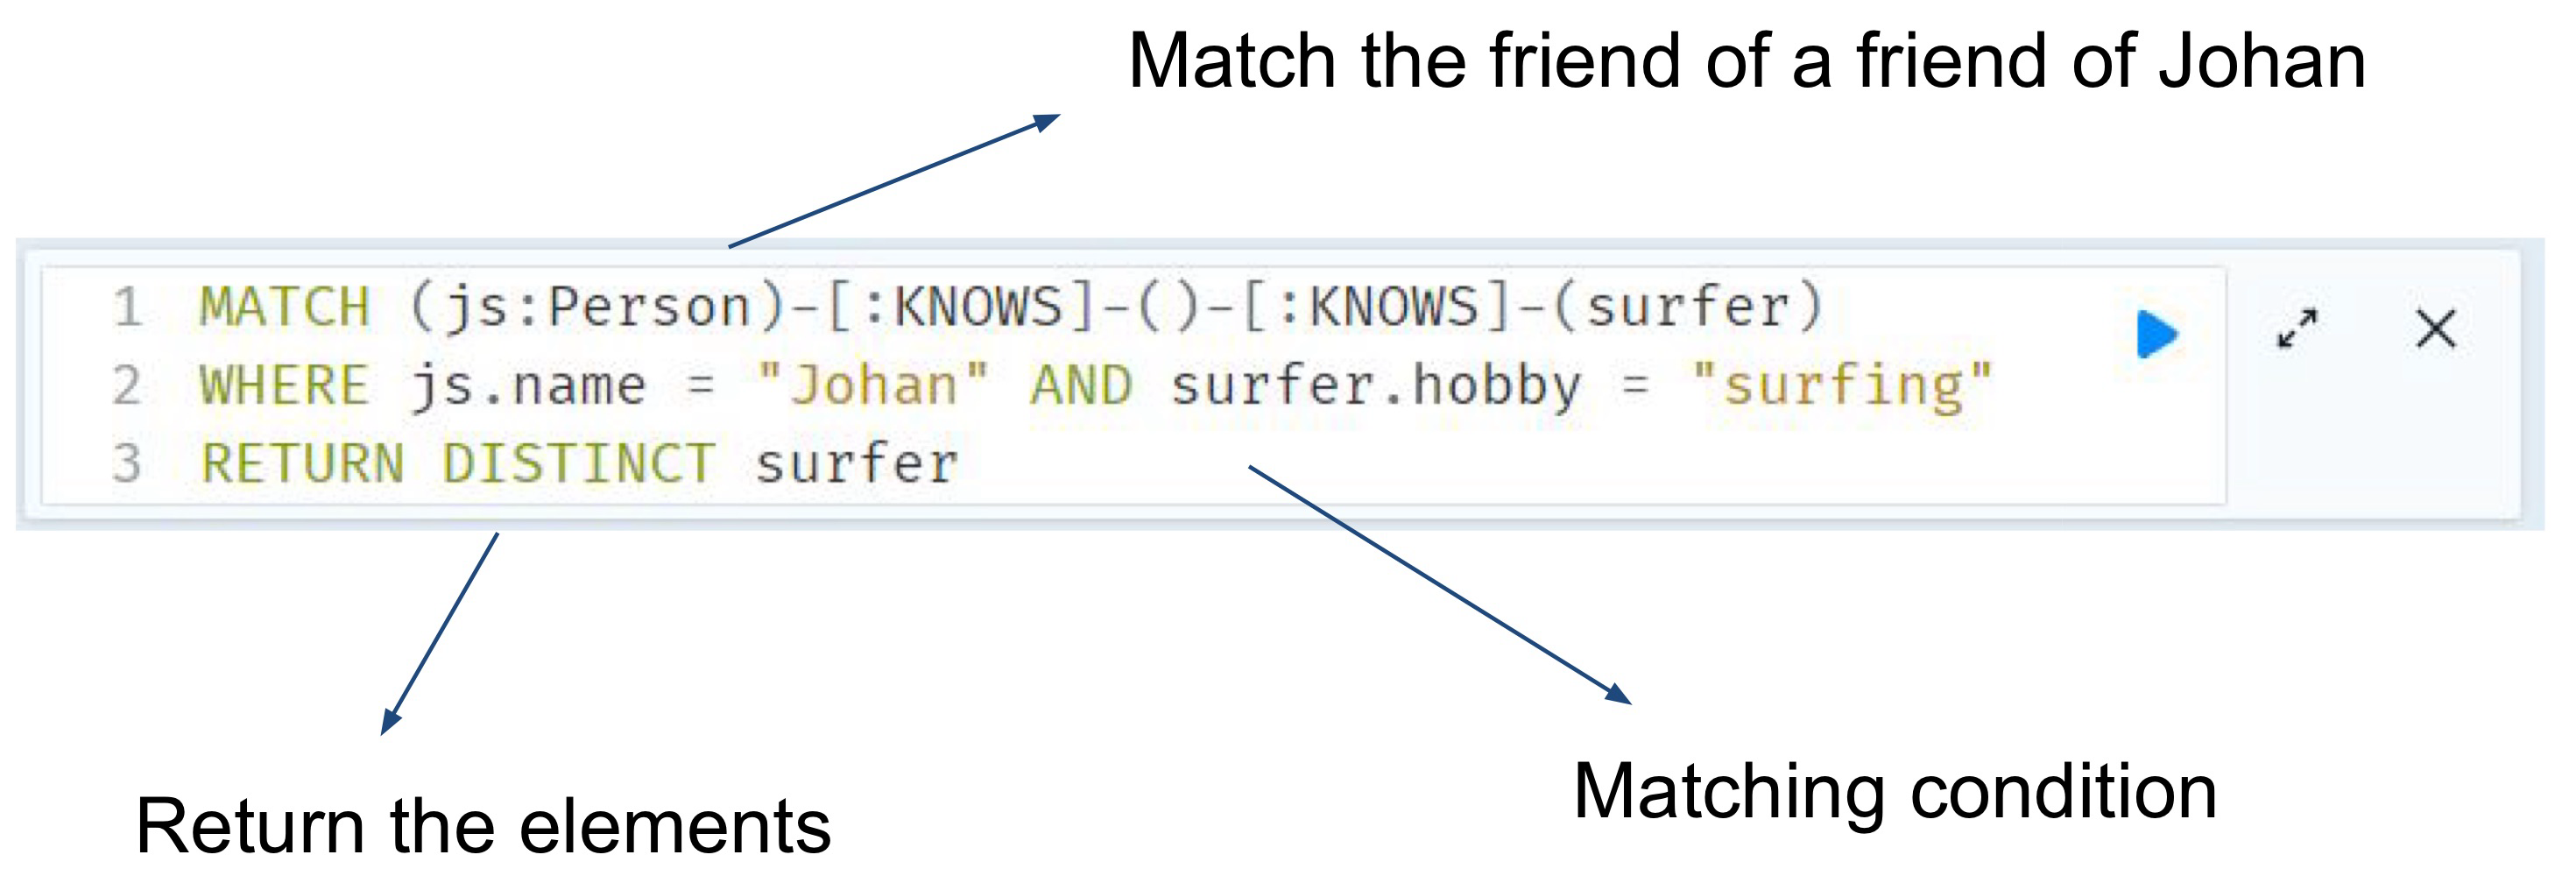 Match the friend of a friend of Johan
1 MATCH (js:Person)-[:KNOWS]-()-[:KNOWS]-(surfer)
2 WHERE js.name = "Johan" AND surfer.hobby = "surfing"
3 RETURN DISTINCT surfer
Matching condition
Return the elements